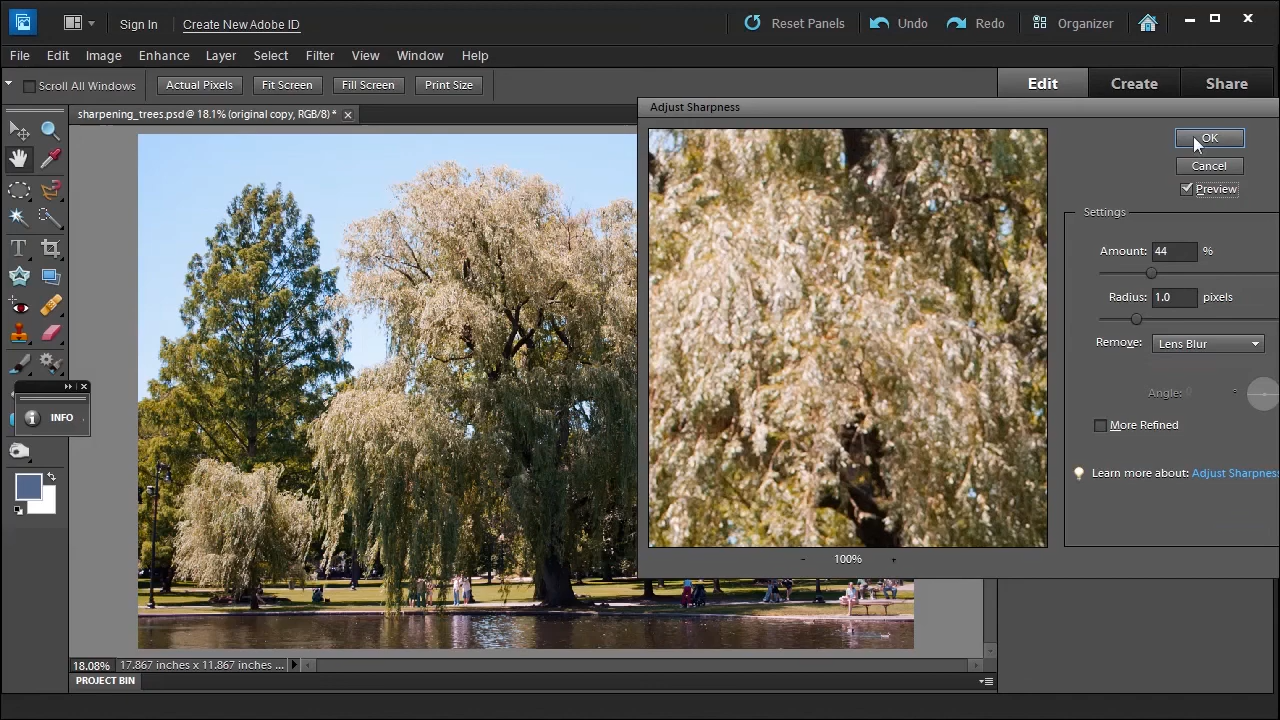 Sign In
Create New Adobe ID
Reset Panels
Undo
Redo
Organizer
File Edit Image Enhance Layer Select Filter View Window Help
Scroll All Windows
Actual Pixels
Fit Screen
Fill Screen
Print Size
Edit
Create
Share
sharpening_trees.psd @ 18.1% (original copy, RGB/8) *
Adjust Sharpness
OK
Cancel
Preview
Settings
Amount: 44 %
Radius: 1.0 pixels
Remove: Lens Blur
Angle: 0 °
More Refined
Learn more about: Adjust Sharpness
100%
T
INFO
18.08% 17.867 inches x 11.867 inches ...
PROJECT BIN